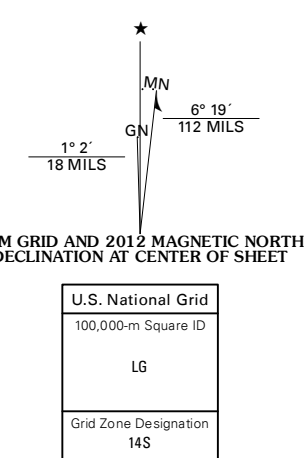 ★
MN
6° 19´
112 MILS
GN
1° 2´
18 MILS
M GRID AND 2012 MAGNETIC NORTH
DECLINATION AT CENTER OF SHEET
U.S. National Grid
100,000-m Square ID
LG
Grid Zone Designation
14S